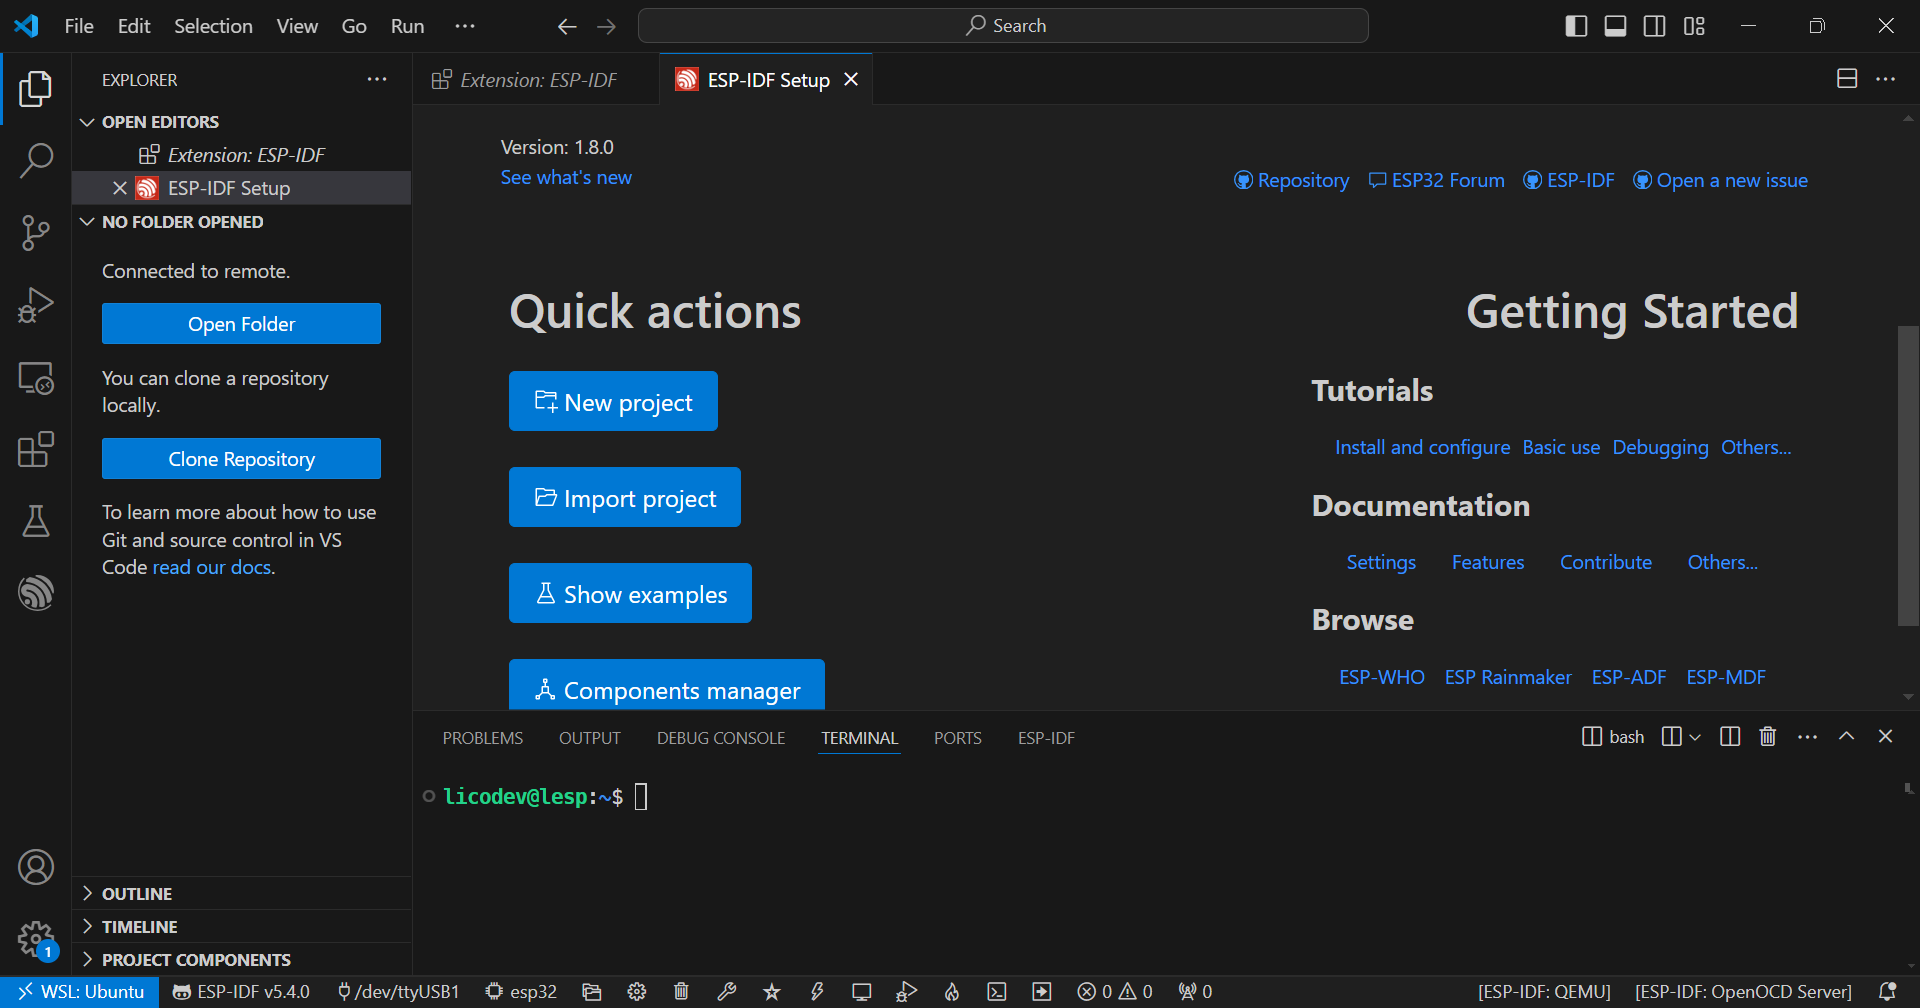 File Edit Selection View Go Run ···
Search
EXPLORER
OPEN EDITORS
Extension: ESP-IDF
ESP-IDF Setup
NO FOLDER OPENED
Connected to remote.
Open Folder
You can clone a repository
locally.
Clone Repository
To learn more about how to use
Git and source control in VS
Code read our docs.
OUTLINE
TIMELINE
PROJECT COMPONENTS
1
Extension: ESP-IDF
ESP-IDF Setup
Version: 1.8.0
See what's new
Repository ESP32 Forum ESP-IDF Open a new issue
Quick actions
New project
Import project
Show examples
Components manager
Getting Started
Tutorials
Install and configure Basic use Debugging Others...
Documentation
Settings Features Contribute Others...
Browse
ESP-WHO ESP Rainmaker ESP-ADF ESP-MDF
PROBLEMS OUTPUT DEBUG CONSOLE TERMINAL PORTS ESP-IDF
bash
licodev@lesp:~$
WSL: Ubuntu ESP-IDF v5.4.0 /dev/ttyUSB1 esp32 0 0 0 [ESP-IDF: QEMU] [ESP-IDF: OpenOCD Server]